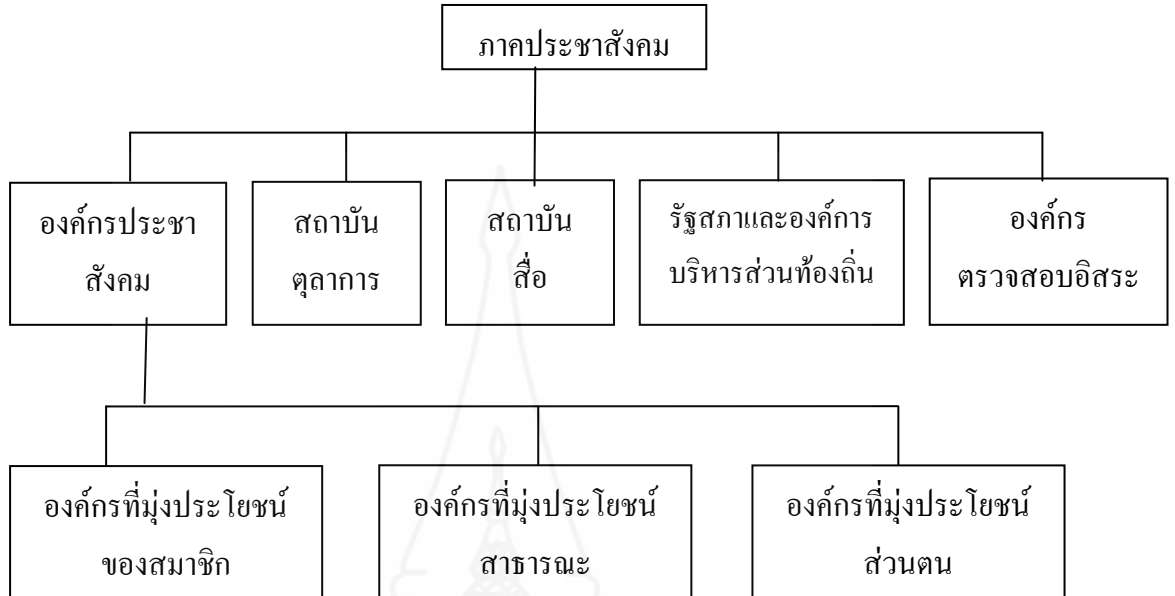 ภาคประชาสังคม
องค์กรประชา
สังคม
สถาบัน
ตุลาการ
สถาบัน
สื่อ
รัฐสภาและองค์การ
บริหารส่วนท้องถิ่น
องค์กร
ตรวจสอบอิสระ
องค์กรที่มุ่งประโยชน์
ของสมาชิก
องค์กรที่มุ่งประโยชน์
สาธารณะ
องค์กรที่มุ่งประโยชน์
ส่วนตน